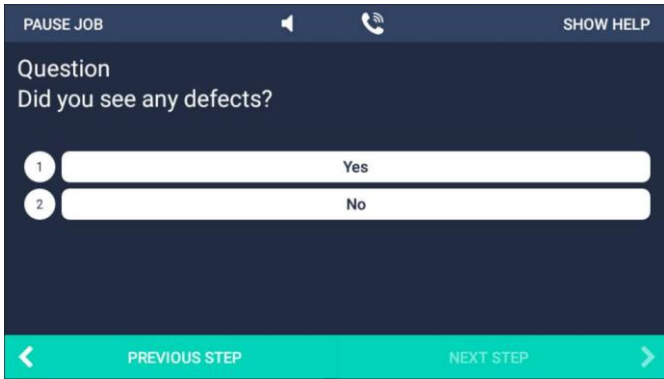 PAUSE JOB SHOW HELP
Question
Did you see any defects?
1 Yes
2 No
PREVIOUS STEP NEXT STEP